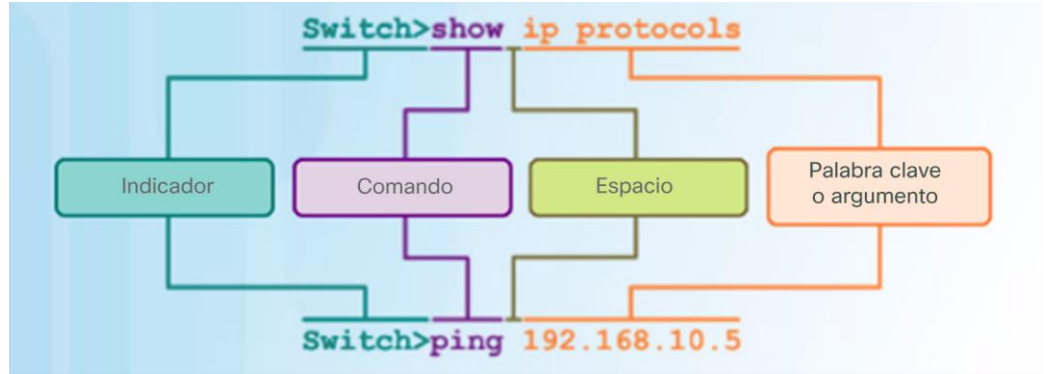 Switch>show ip protocols
Indicador
Comando
Espacio
Palabra clave
o argumento
Switch>ping 192.168.10.5